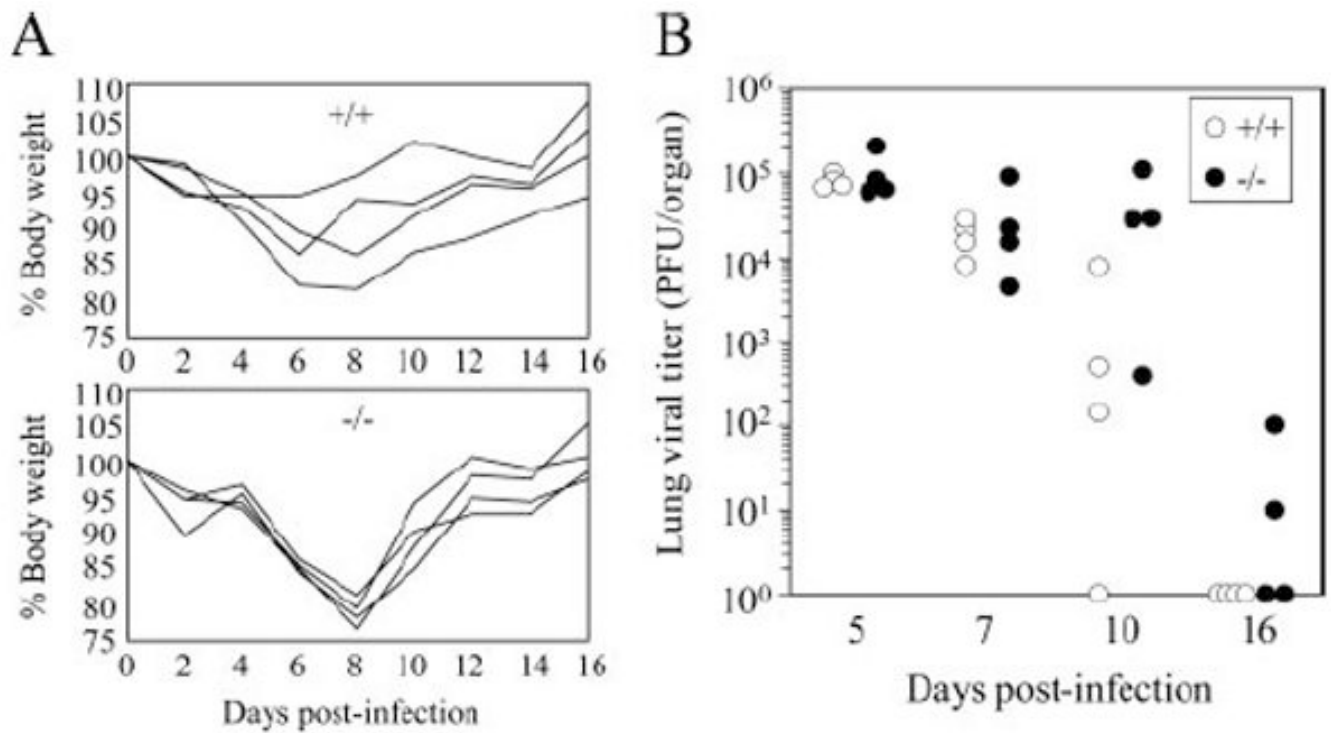 A
% Body weight
110
105
100
95
90
85
80
75
+/+
0 2 4 6 8 10 12 14 16
% Body weight
110
105
100
95
90
85
80
75
-/-
0 2 4 6 8 10 12 14 16
Days post-infection
B
Lung viral titer (PFU/organ)
10⁶
10⁵
10⁴
10³
10²
10¹
10⁰
+/+
-/-
5 7 10 16
Days post-infection